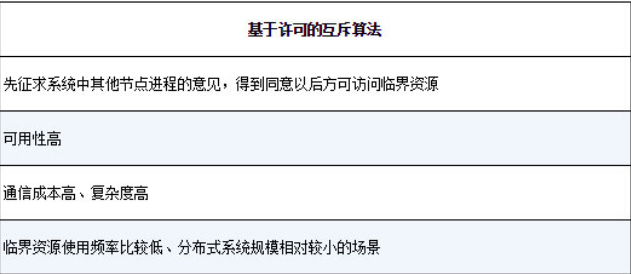 基于许可的互斥算法
先征求系统中其他节点进程的意见，得到同意以后方可访问临界资源
可用性高
通信成本高、复杂度高
临界资源使用频率比较低、分布式系统规模相对较小的场景